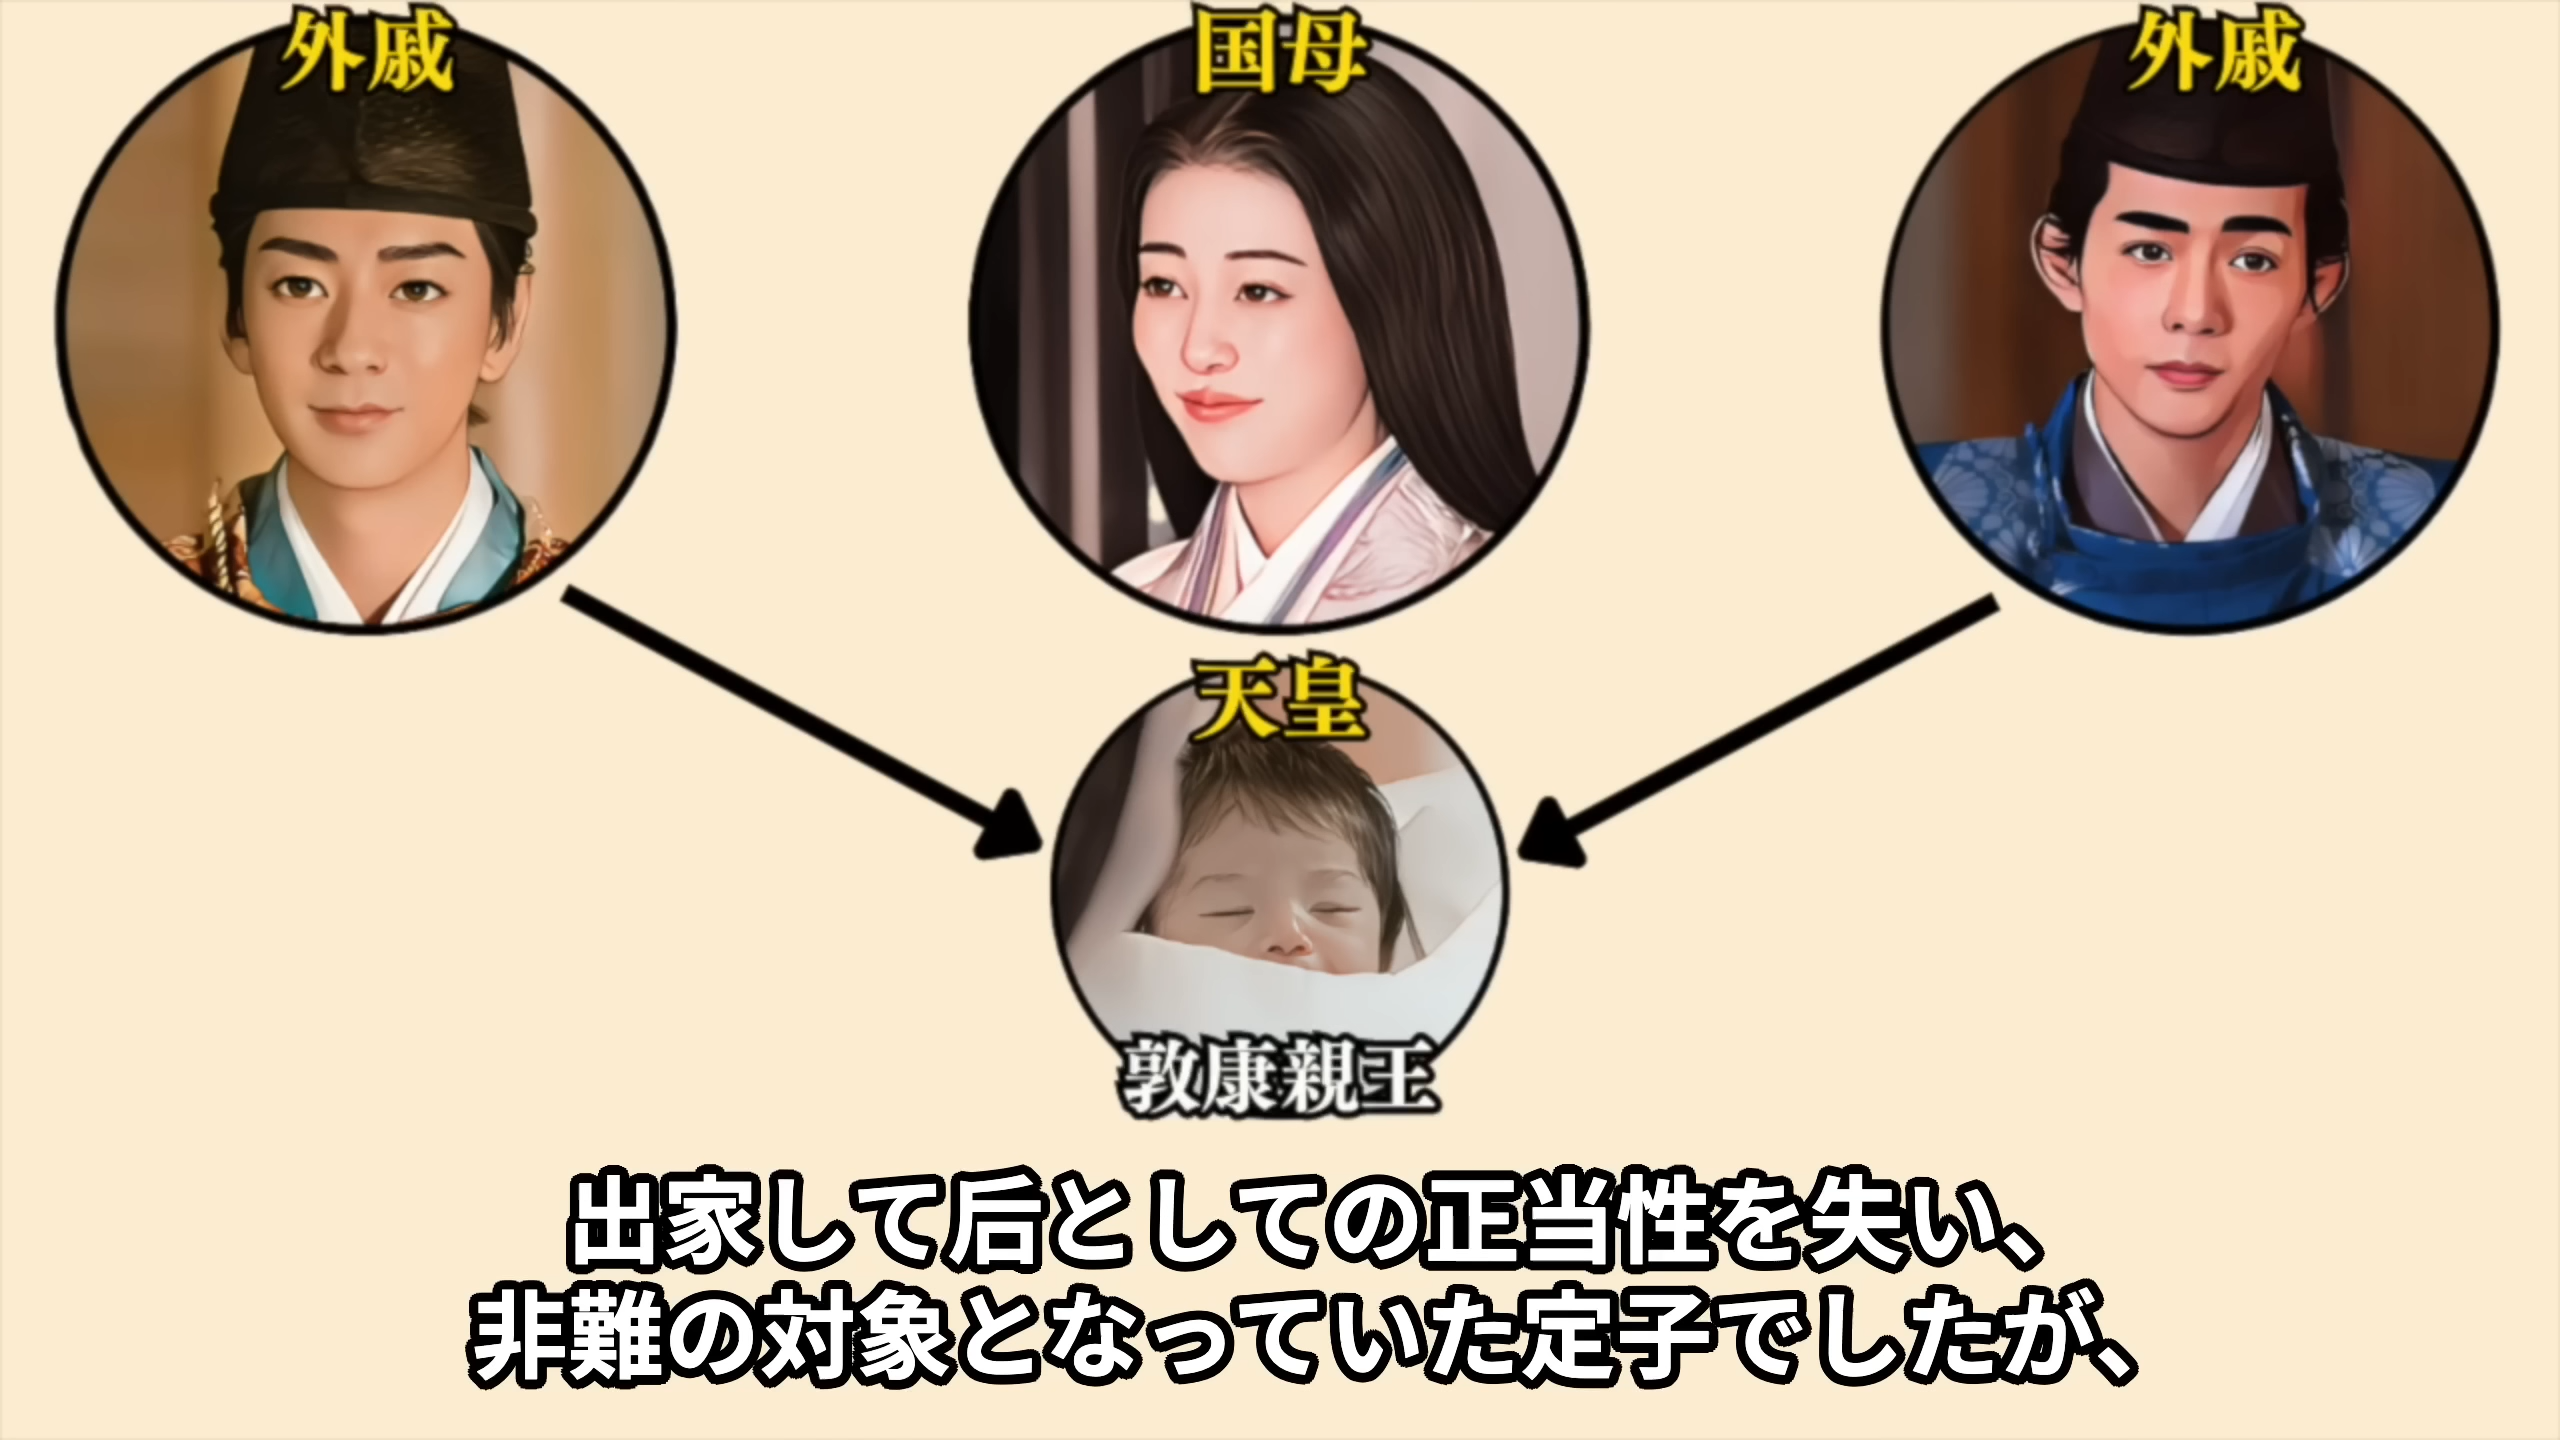 外戚
国母
外戚
天皇
敦康親王
出家して后としての正当性を失い、
非難の対象となっていた定子でしたが、